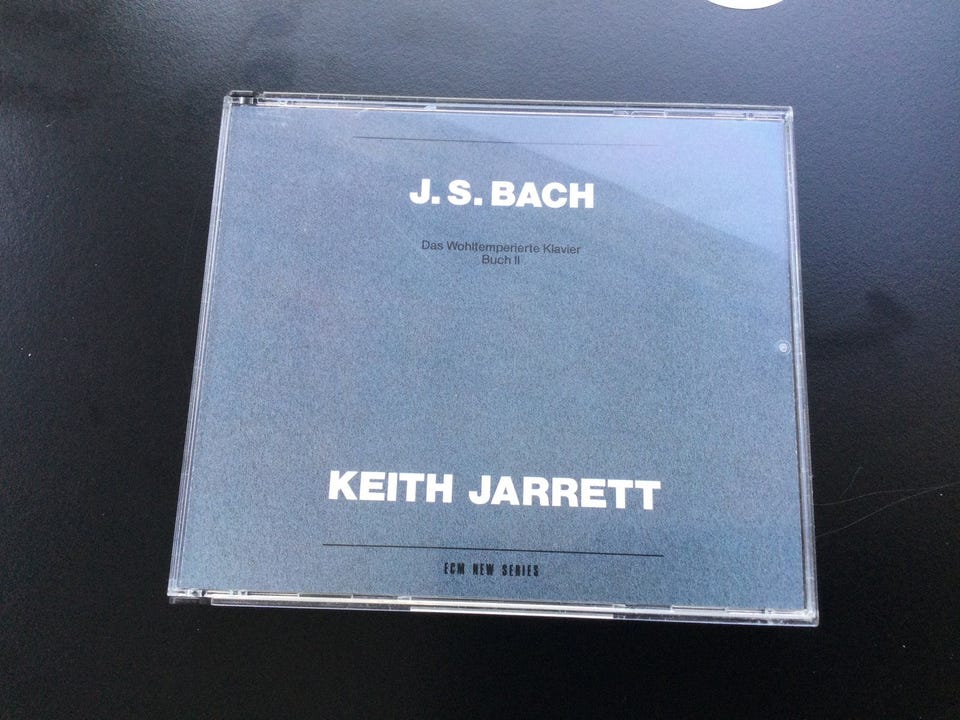 J. S. BACH
Das Wohltemperierte Klavier
Buch II
KEITH JARRETT
ECM NEW SERIES